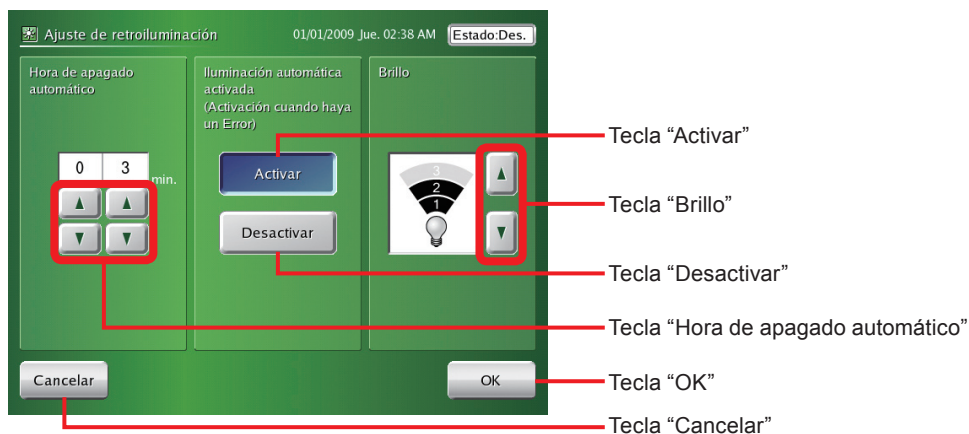 Ajuste de retroiluminación
01/01/2009 Jue. 02:38 AM
Estado:Des.
Hora de apagado
automático
0 3 min.
Iluminación automática
activada
(Activación cuando haya
un Error)
Activar
Desactivar
Brillo
3
2
1
Cancelar
OK
Tecla “Activar”
Tecla “Brillo”
Tecla “Desactivar”
Tecla “Hora de apagado automático”
Tecla “OK”
Tecla “Cancelar”